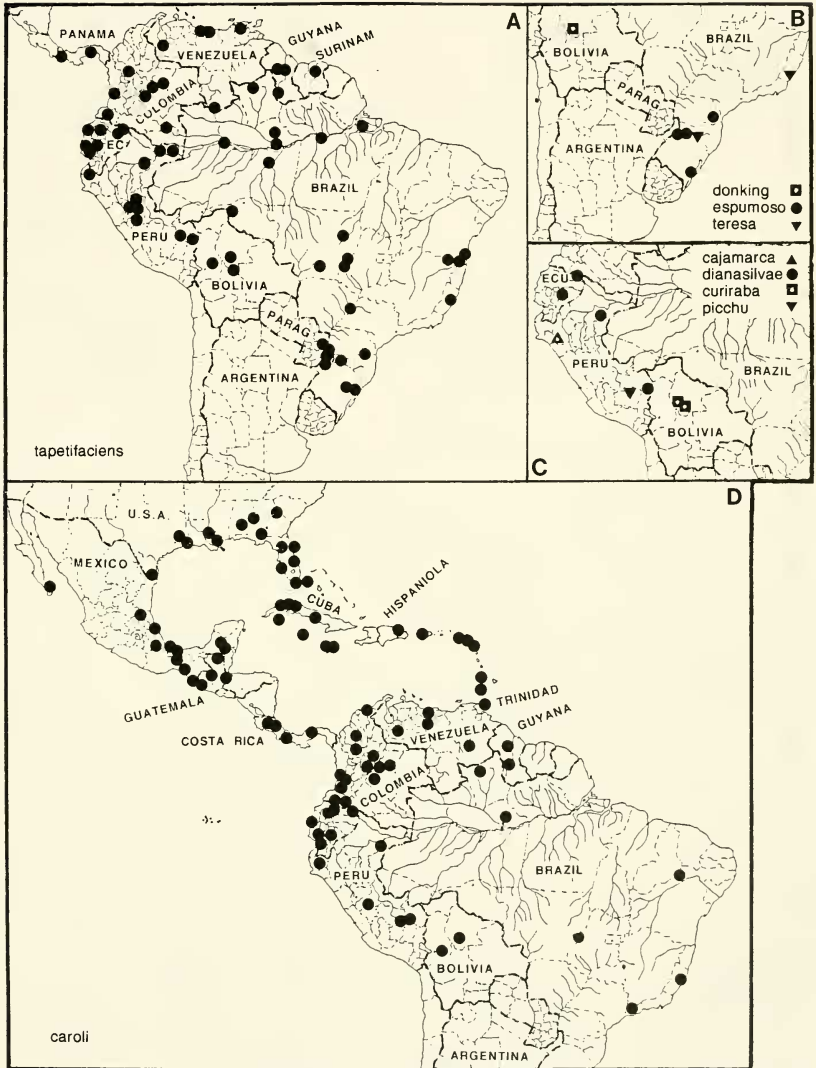 A
PANAMA
VENEZUELA
GUYANA
SURINAM
COLOMBIA
EC
BRAZIL
PERU
BOLIVIA
PARAG
ARGENTINA
tapetifaciens
B
BOLIVIA
BRAZIL
PARAG
ARGENTINA
donking
espumoso
teresa
cajamarca
dianasilvae
curiraba
picchu
ECU
PERU
BRAZIL
BOLIVIA
C
D
U.S.A.
MEXICO
CUBA
HISPANIOLA
GUATEMALA
COSTA RICA
TRINIDAD
VENEZUELA
GUYANA
COLOMBIA
PERU
BRAZIL
BOLIVIA
ARGENTINA
caroli